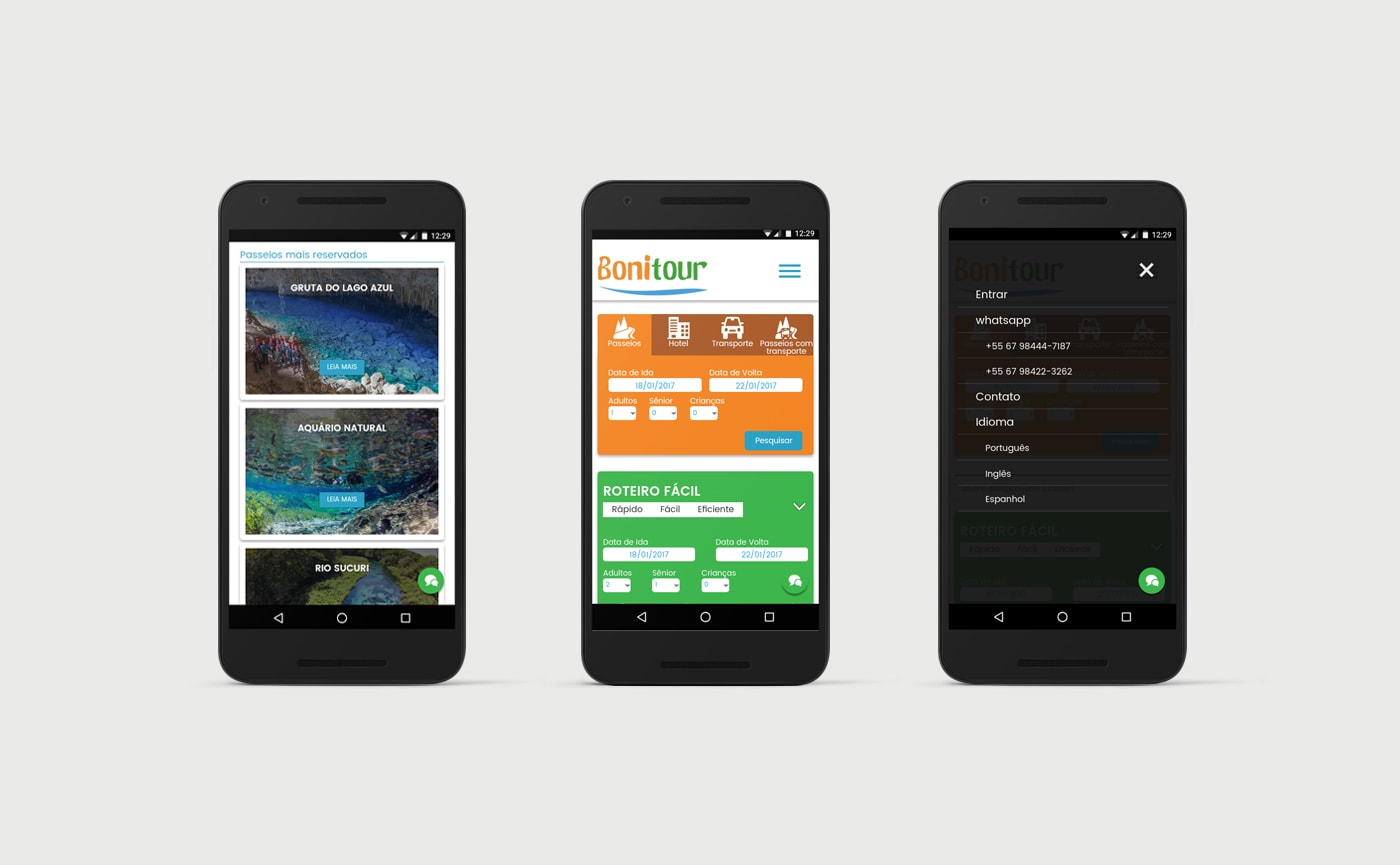 12:29
Passeios mais reservados
GRUTA DO LAGO AZUL
LEIA MAIS
AQUÁRIO NATURAL
LEIA MAIS
RIO SUCURI
12:29
Bonitour
Passeios
Hotel
Transporte
Passeios com
transporte
Data de Ida
Data de Volta
18/01/2017
22/01/2017
Adultos
Sênior
Crianças
1
0
0
Pesquisar
ROTEIRO FÁCIL
Rápido Fácil Eficiente
Data de Ida
Data de Volta
18/01/2017
22/01/2017
Adultos
Sênior
Crianças
2
1
0
12:29
Bonitour
Entrar
whatsapp
+55 67 98444-7187
+55 67 98422-3262
Contato
Idioma
Português
Inglês
Espanhol
ROTEIRO FÁCIL
Rápido Fácil Eficiente